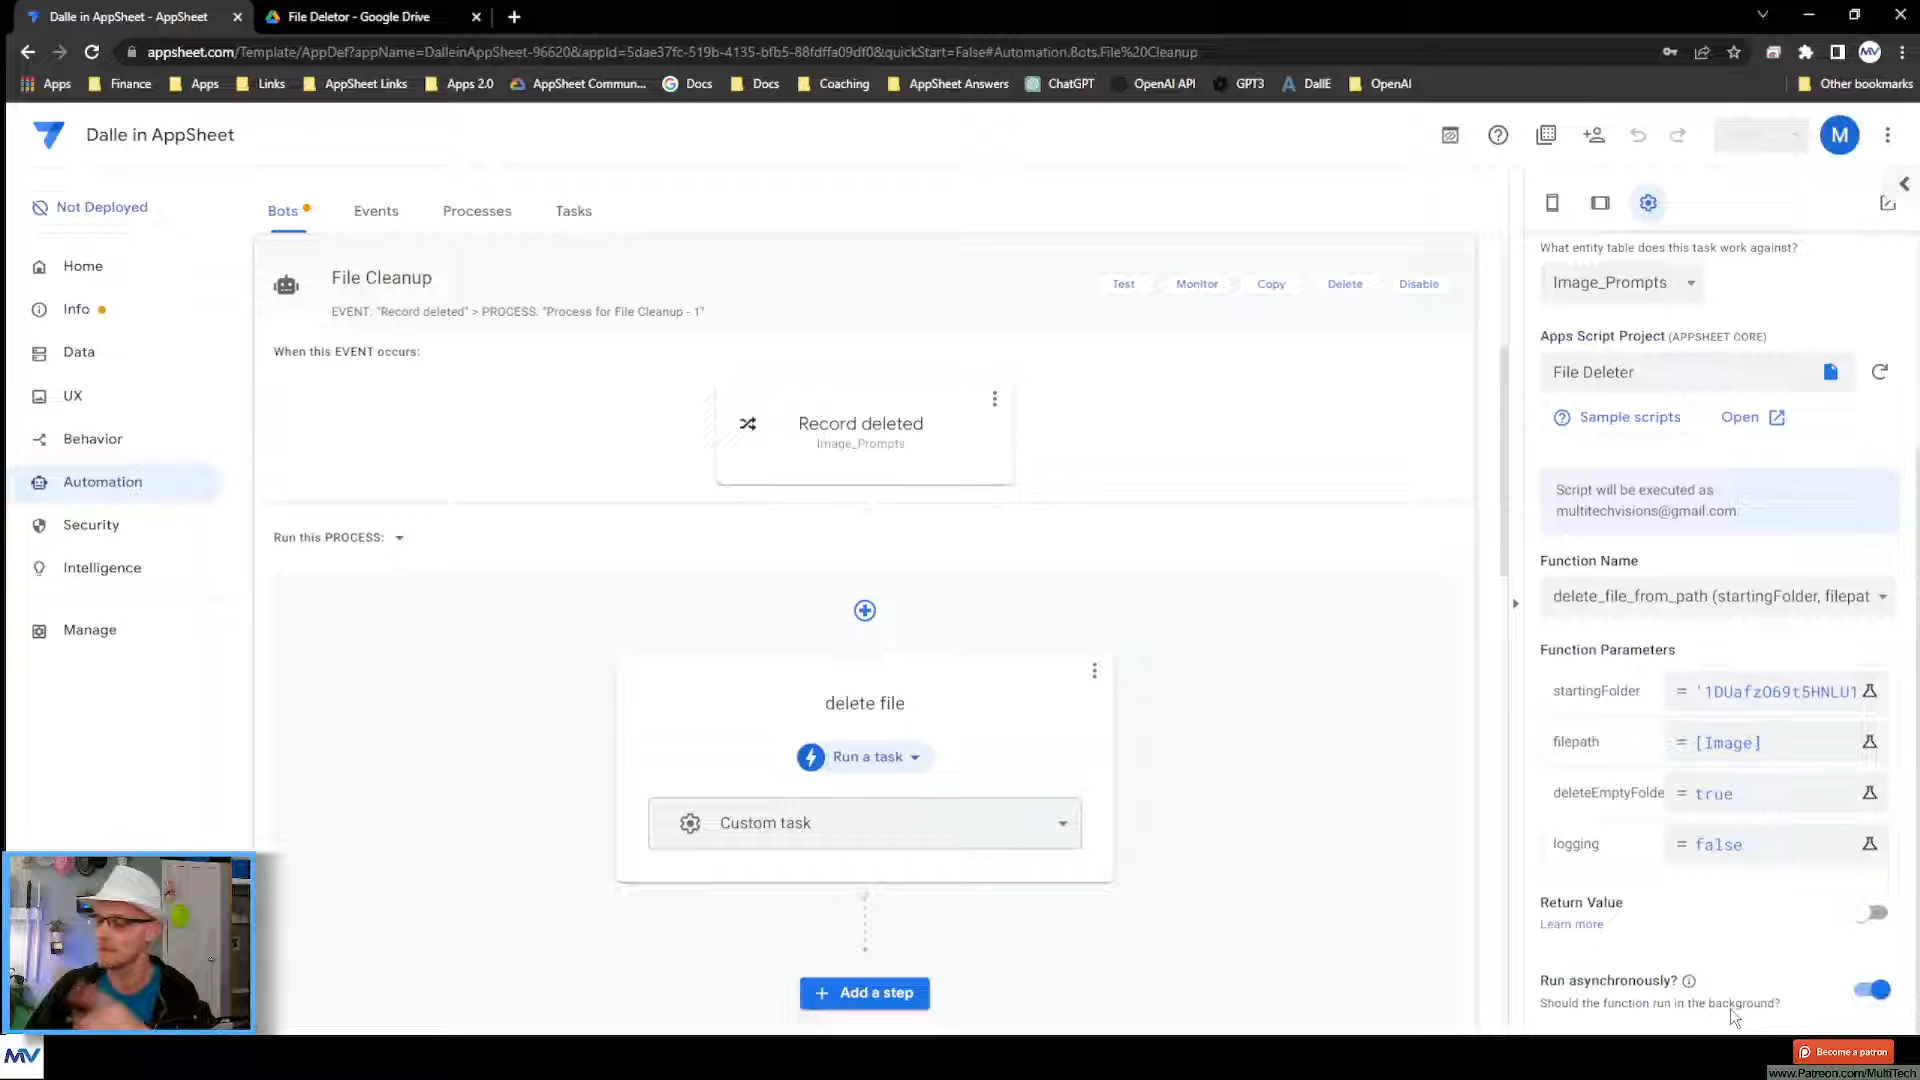 Dalle in AppSheet - AppSheet
File Deletor - Google Drive
appsheet.com/Template/AppDef?appName=DalleinAppSheet-96620&appId=5dae37fc-519b-4135-bfb5-88fdffa09df0&quickStart=False#Automation.Bots.File%20Cleanup
MV
Apps
Finance
Apps
Links
AppSheet Links
Apps 2.0
AppSheet Commun...
Docs
Docs
Coaching
AppSheet Answers
ChatGPT
OpenAI API
GPT3
DallE
OpenAI
Other bookmarks
Dalle in AppSheet
M
Not Deployed
Home
Info
Data
UX
Behavior
Automation
Security
Intelligence
Manage
Bots
Events
Processes
Tasks
File Cleanup
EVENT: "Record deleted" > PROCESS: "Process for File Cleanup - 1"
Test
Monitor
Copy
Delete
Disable
When this EVENT occurs:
Record deleted
Image_Prompts
Run this PROCESS:
delete file
Run a task
Custom task
+ Add a step
What entity table does this task work against?
Image_Prompts
Apps Script Project (APPSHEET CORE)
File Deleter
Sample scripts
Open
Script will be executed as
multitechvisions@gmail.com.
Function Name
delete_file_from_path (startingFolder, filepat
Function Parameters
startingFolder = '1DUafzO69t5HNLU1
filepath = [Image]
deleteEmptyFolde = true
logging = false
Return Value
Learn more
Run asynchronously?
Should the function run in the background?
MV
Become a patron
www.Patreon.com/MultiTech